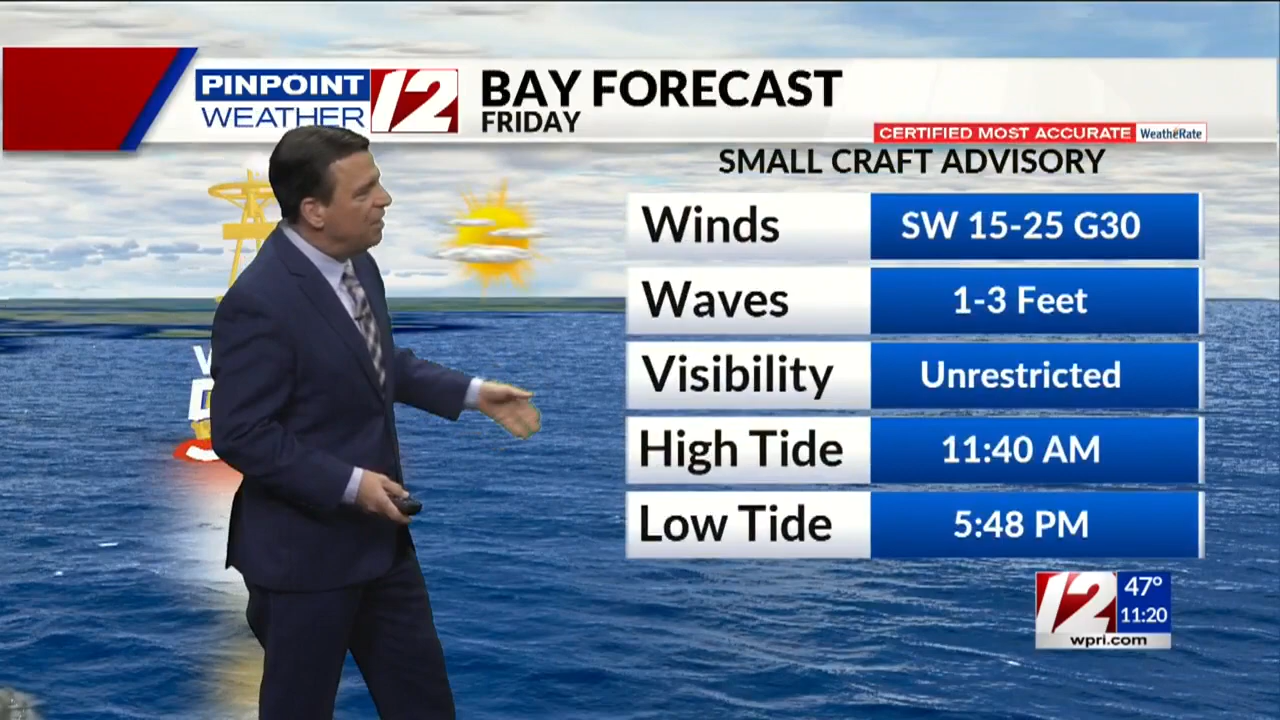 PINPOINT
WEATHER
12
BAY FORECAST
FRIDAY
CERTIFIED MOST ACCURATE WeatheRate
SMALL CRAFT ADVISORY
Winds SW 15-25 G30
Waves 1-3 Feet
Visibility Unrestricted
High Tide 11:40 AM
Low Tide 5:48 PM
12 47°
11:20
wpri.com